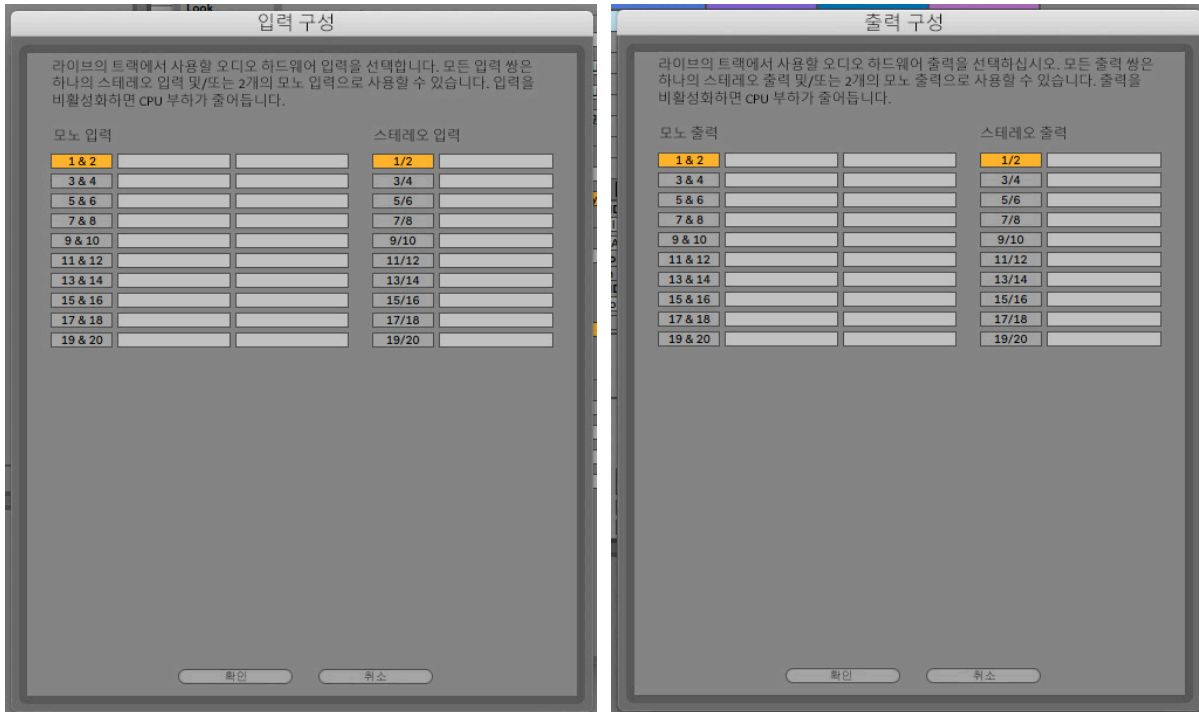 Look
입력 구성
라이브의 트랙에서 사용할 오디오 하드웨어 입력을 선택합니다. 모든 입력 쌍은
하나의 스테레오 입력 및/또는 2개의 모노 입력으로 사용할 수 있습니다. 입력을
비활성화하면 CPU 부하가 줄어듭니다.
모노 입력 스테레오 입력
1 & 2 1/2
3 & 4 3/4
5 & 6 5/6
7 & 8 7/8
9 & 10 9/10
11 & 12 11/12
13 & 14 13/14
15 & 16 15/16
17 & 18 17/18
19 & 20 19/20
확인 취소
출력 구성
라이브의 트랙에서 사용할 오디오 하드웨어 출력을 선택하십시오. 모든 출력 쌍은
하나의 스테레오 출력 및/또는 2개의 모노 출력으로 사용할 수 있습니다. 출력을
비활성화하면 CPU 부하가 줄어듭니다.
모노 출력 스테레오 출력
1 & 2 1/2
3 & 4 3/4
5 & 6 5/6
7 & 8 7/8
9 & 10 9/10
11 & 12 11/12
13 & 14 13/14
15 & 16 15/16
17 & 18 17/18
19 & 20 19/20
확인 취소